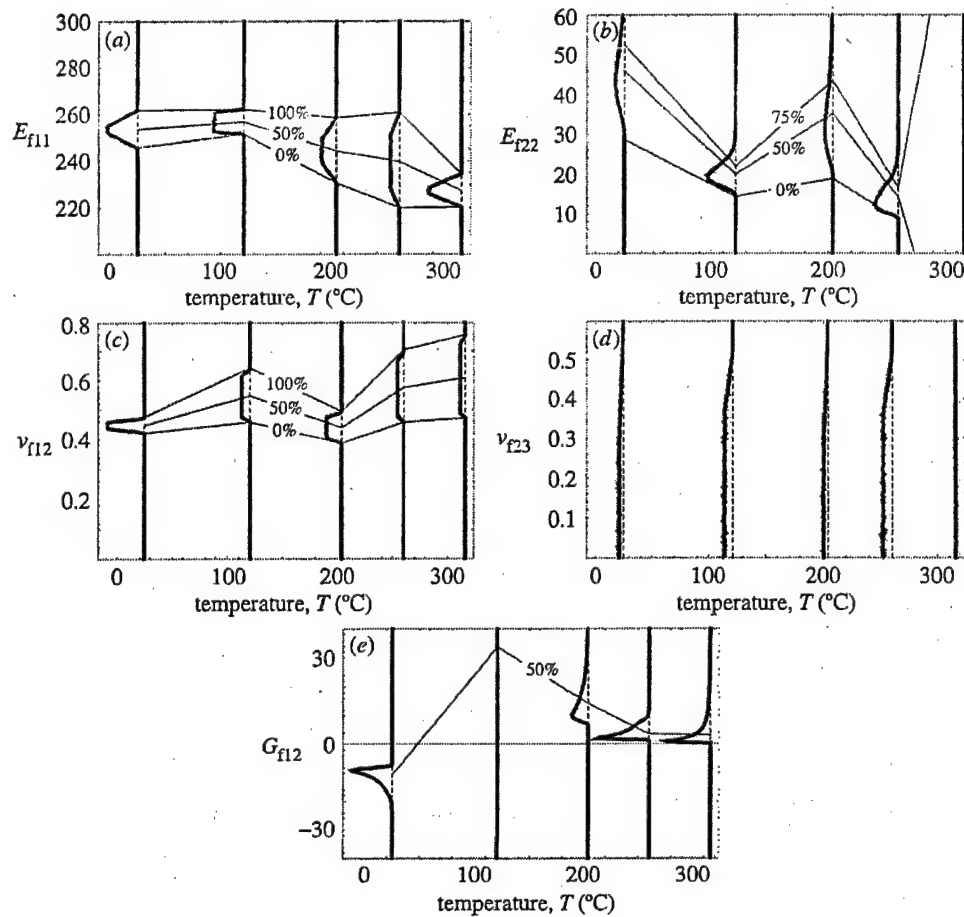 (a)
300
280
260
240
220
E_f11
100%
50%
0%
0 100 200 300
temperature, T (°C)
(b)
60
50
40
30
20
10
E_f22
75%
50%
0%
0 100 200 300
temperature, T (°C)
(c)
0.8
0.6
0.4
0.2
ν_f12
100%
50%
0%
0 100 200 300
temperature, T (°C)
(d)
0.5
0.4
0.3
0.2
0.1
ν_f23
0 100 200 300
temperature, T (°C)
(e)
30
0
−30
G_f12
50%
0 100 200 300
temperature, T (°C)